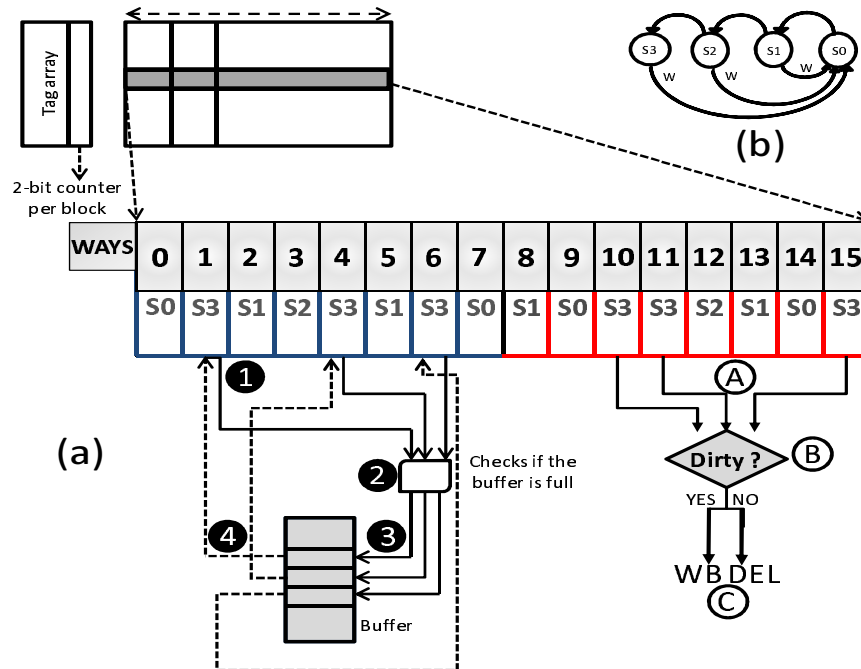 Tag array
2-bit counter
per block
S3 S2 S1 S0
W W W
(b)
WAYS 0 1 2 3 4 5 6 7 8 9 10 11 12 13 14 15
S0 S3 S1 S2 S3 S1 S3 S0 S1 S0 S3 S3 S2 S1 S0 S3
1
A
(a)
2
Checks if the
buffer is full
Dirty ?
B
YES NO
4
3
WB DEL
C
Buffer